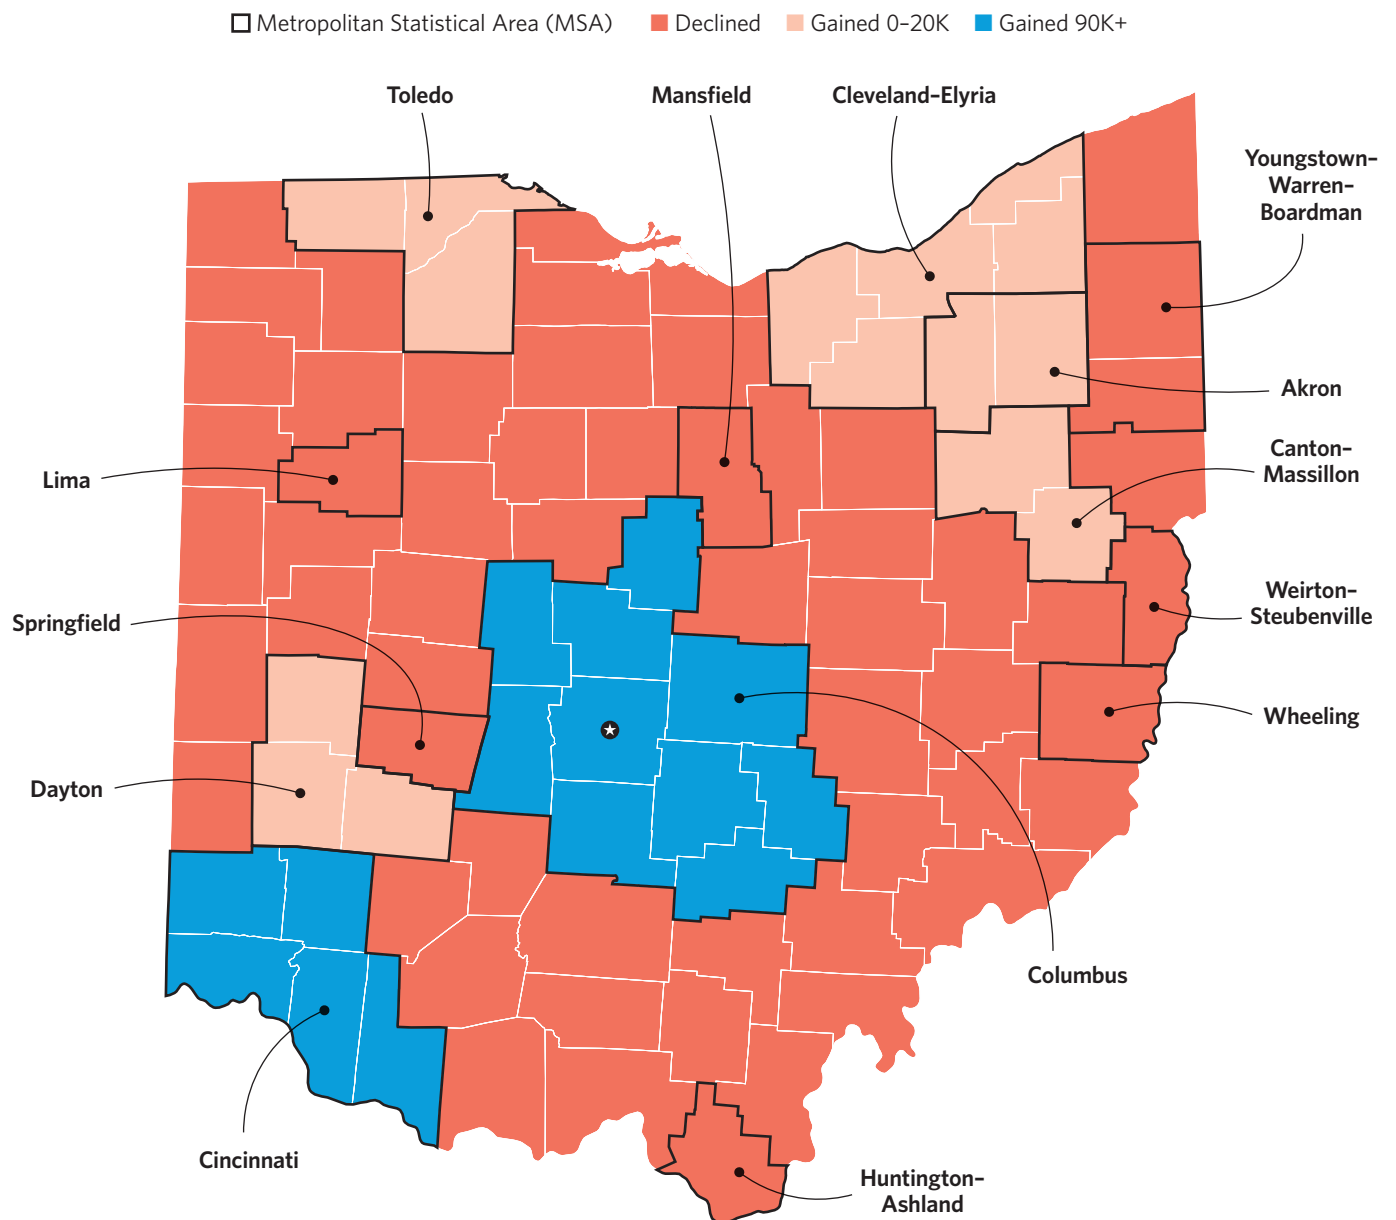 Metropolitan Statistical Area (MSA)
Declined
Gained 0–20K
Gained 90K+
Toledo
Mansfield
Cleveland–Elyria
Youngstown–
Warren–
Boardman
Akron
Canton–
Massillon
Lima
Weirton–
Steubenville
Springfield
Wheeling
Dayton
Columbus
Cincinnati
Huntington–
Ashland